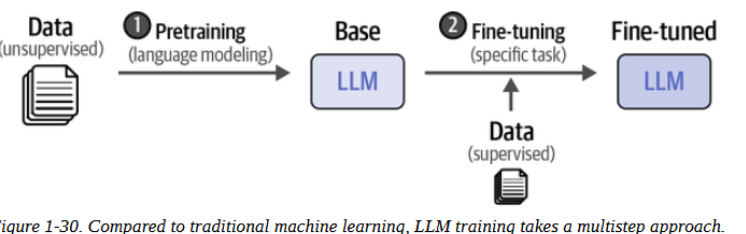 Data
(unsupervised)
1 Pretraining
(language modeling)
Base
LLM
2 Fine-tuning
(specific task)
Data
(supervised)
Fine-tuned
LLM
Figure 1-30. Compared to traditional machine learning, LLM training takes a multistep approach.